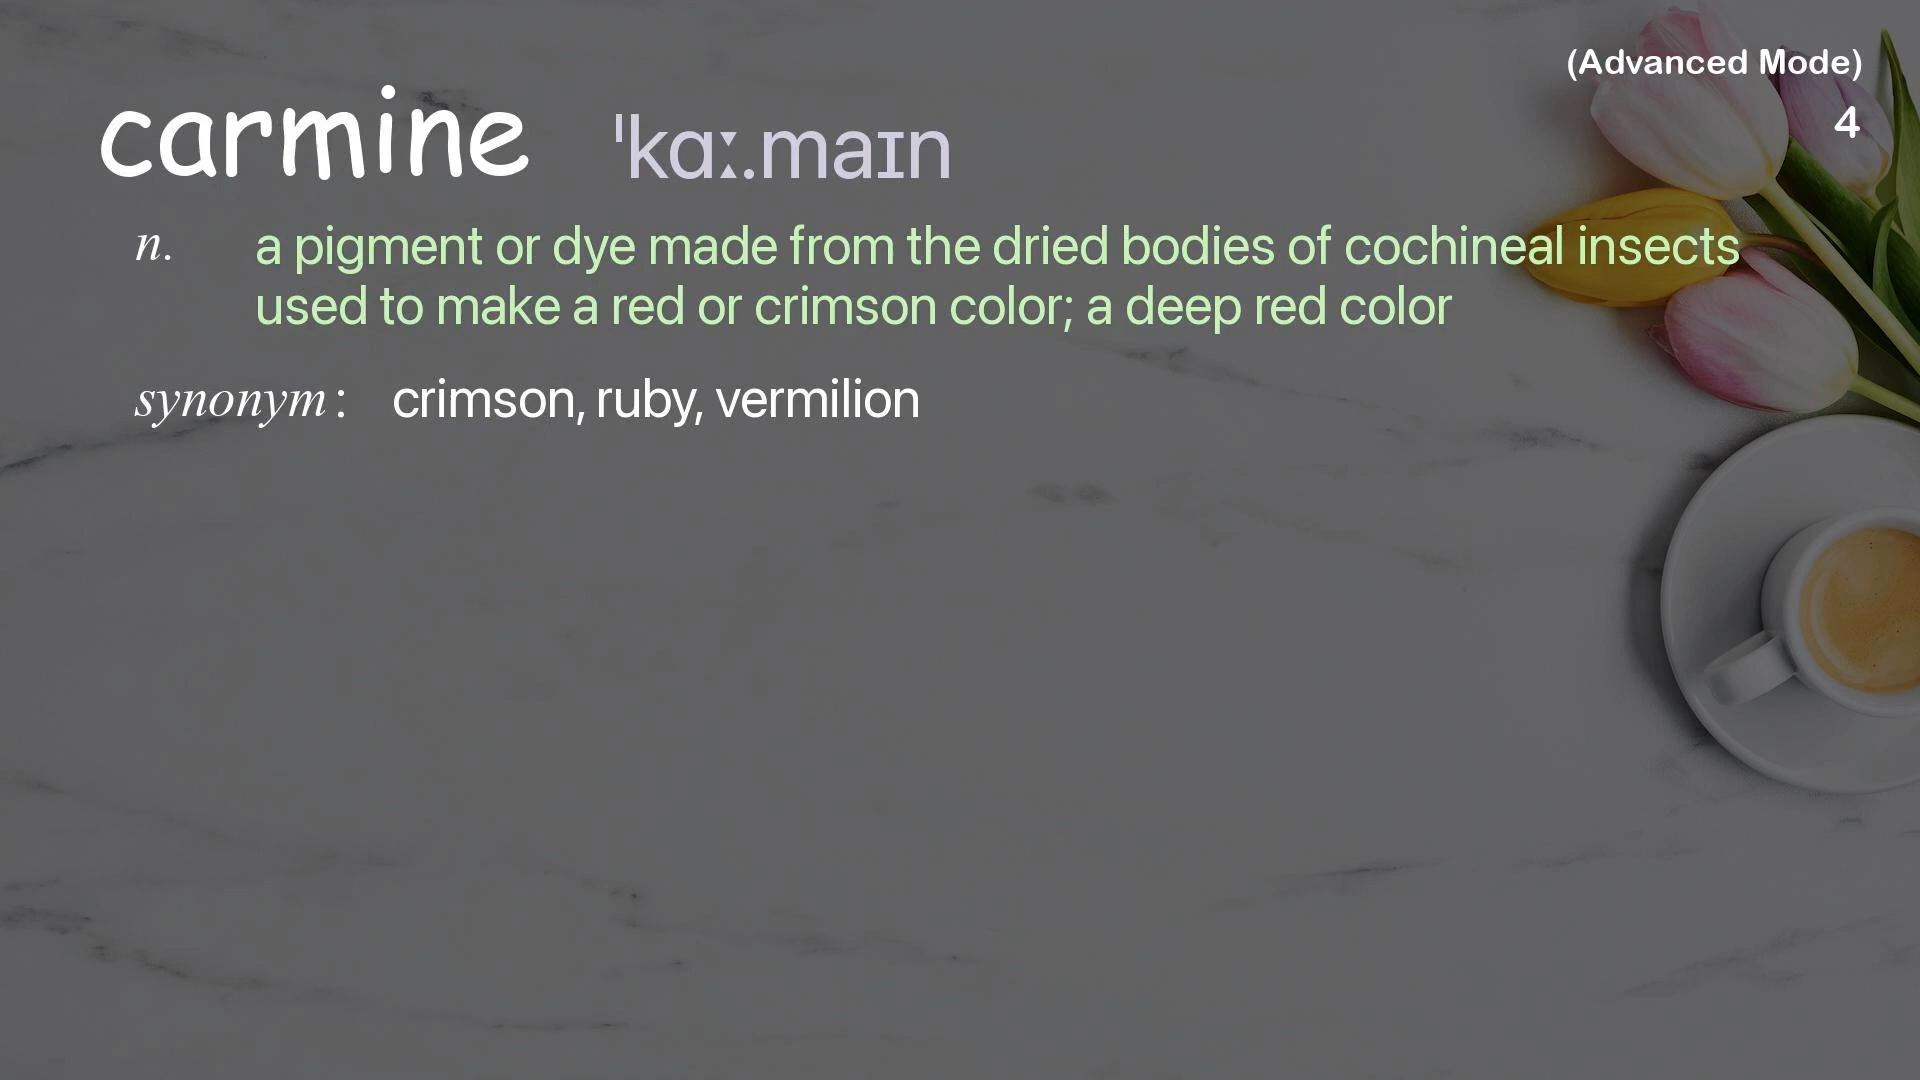 (Advanced Mode)
4
carmine ˈkɑː.maɪn
n. a pigment or dye made from the dried bodies of cochineal insects
used to make a red or crimson color; a deep red color
synonym : crimson, ruby, vermilion